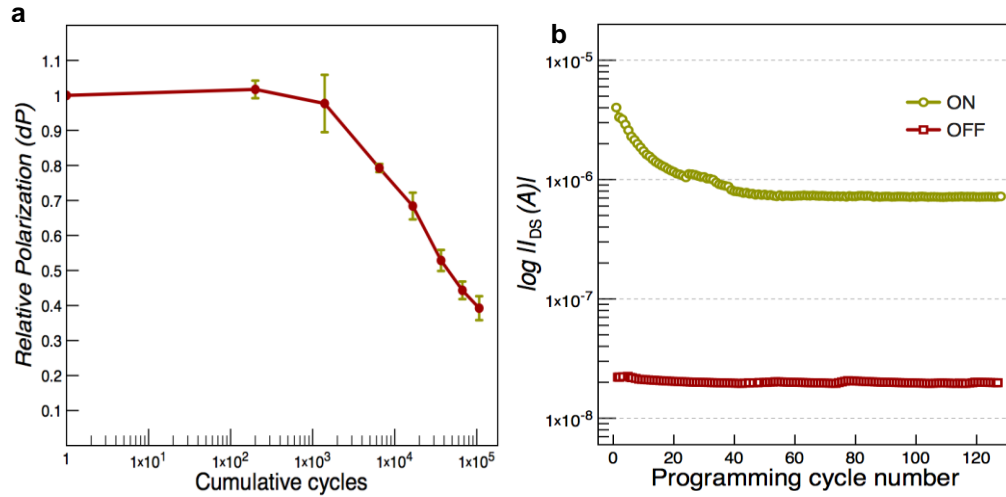 a
1.1
1
0.9
0.8
0.7
0.6
0.5
0.4
0.3
0.2
0.1
Relative Polarization (dP)
1
1x10¹
1x10²
1x10³
1x10⁴
1x10⁵
Cumulative cycles
b
1x10⁻⁵
1x10⁻⁶
1x10⁻⁷
1x10⁻⁸
log |I_DS (A)|
ON
OFF
0 20 40 60 80 100 120
Programming cycle number